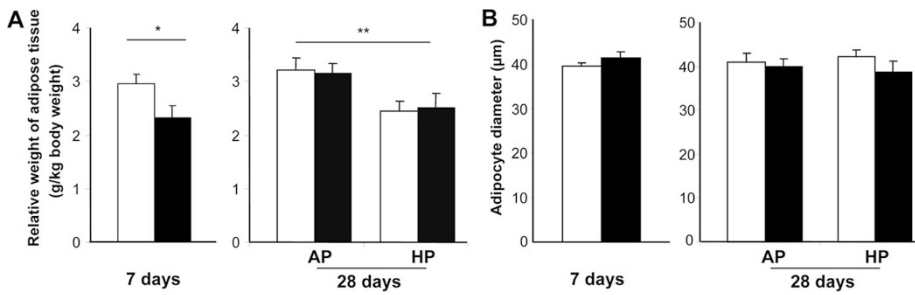 A
Relative weight of adipose tissue
(g/kg body weight)
4
3
2
1
0
*
7 days
4
3
2
1
0
**
AP HP
28 days
B
Adipocyte diameter (µm)
50
40
30
20
10
0
7 days
50
40
30
20
10
0
AP HP
28 days